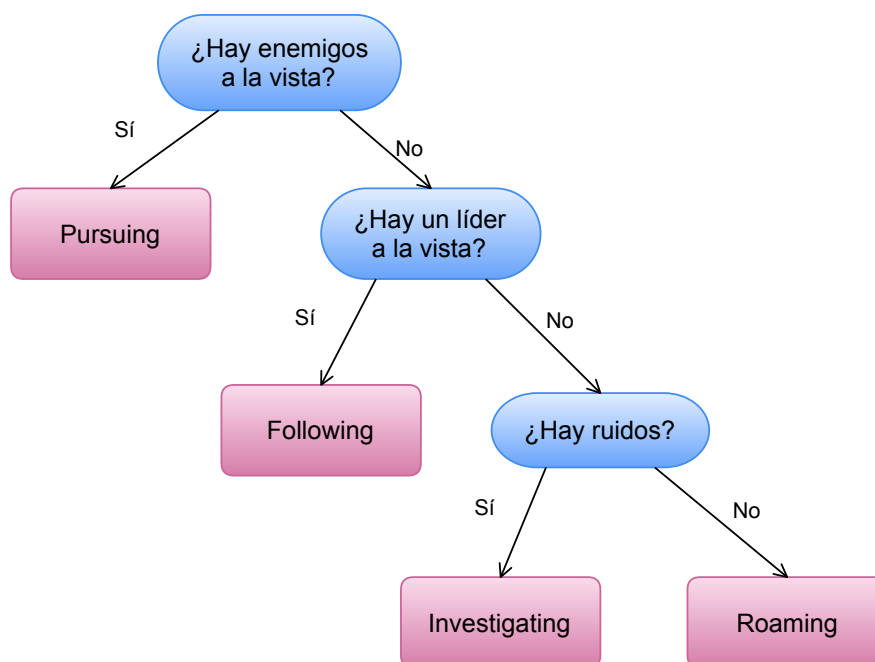 ¿Hay enemigos
a la vista?
Sí
No
Pursuing
¿Hay un líder
a la vista?
Sí
No
Following
¿Hay ruidos?
Sí
No
Investigating
Roaming